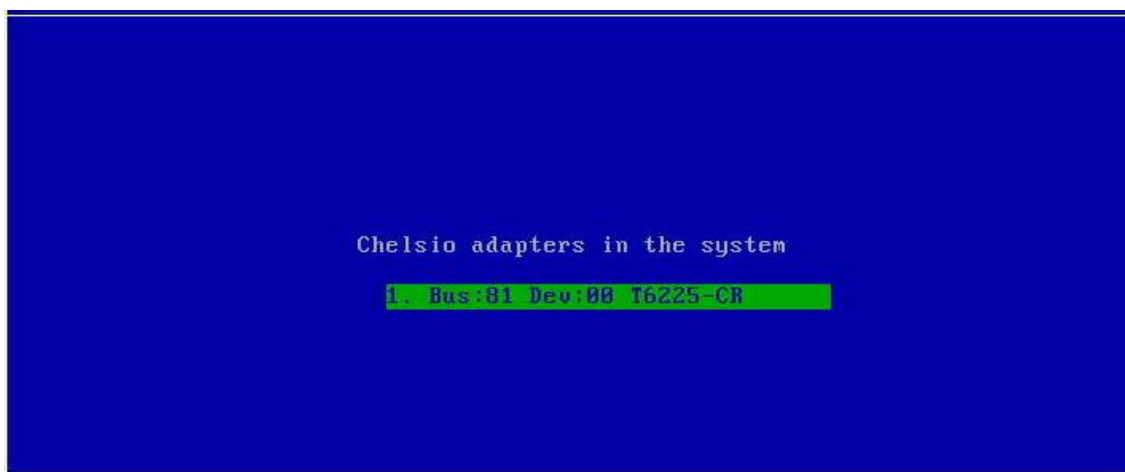 Chelsio adapters in the system
1. Bus:81 Dev:00 T6225-CR